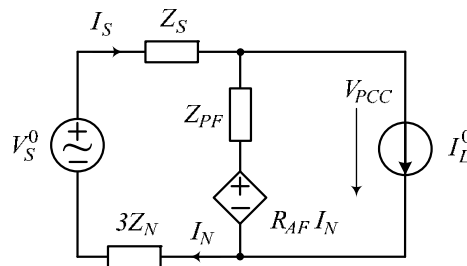 I_S
Z_S
Z_PF
V_PCC
V_S^0
I_L^0
R_AF I_N
3Z_N
I_N